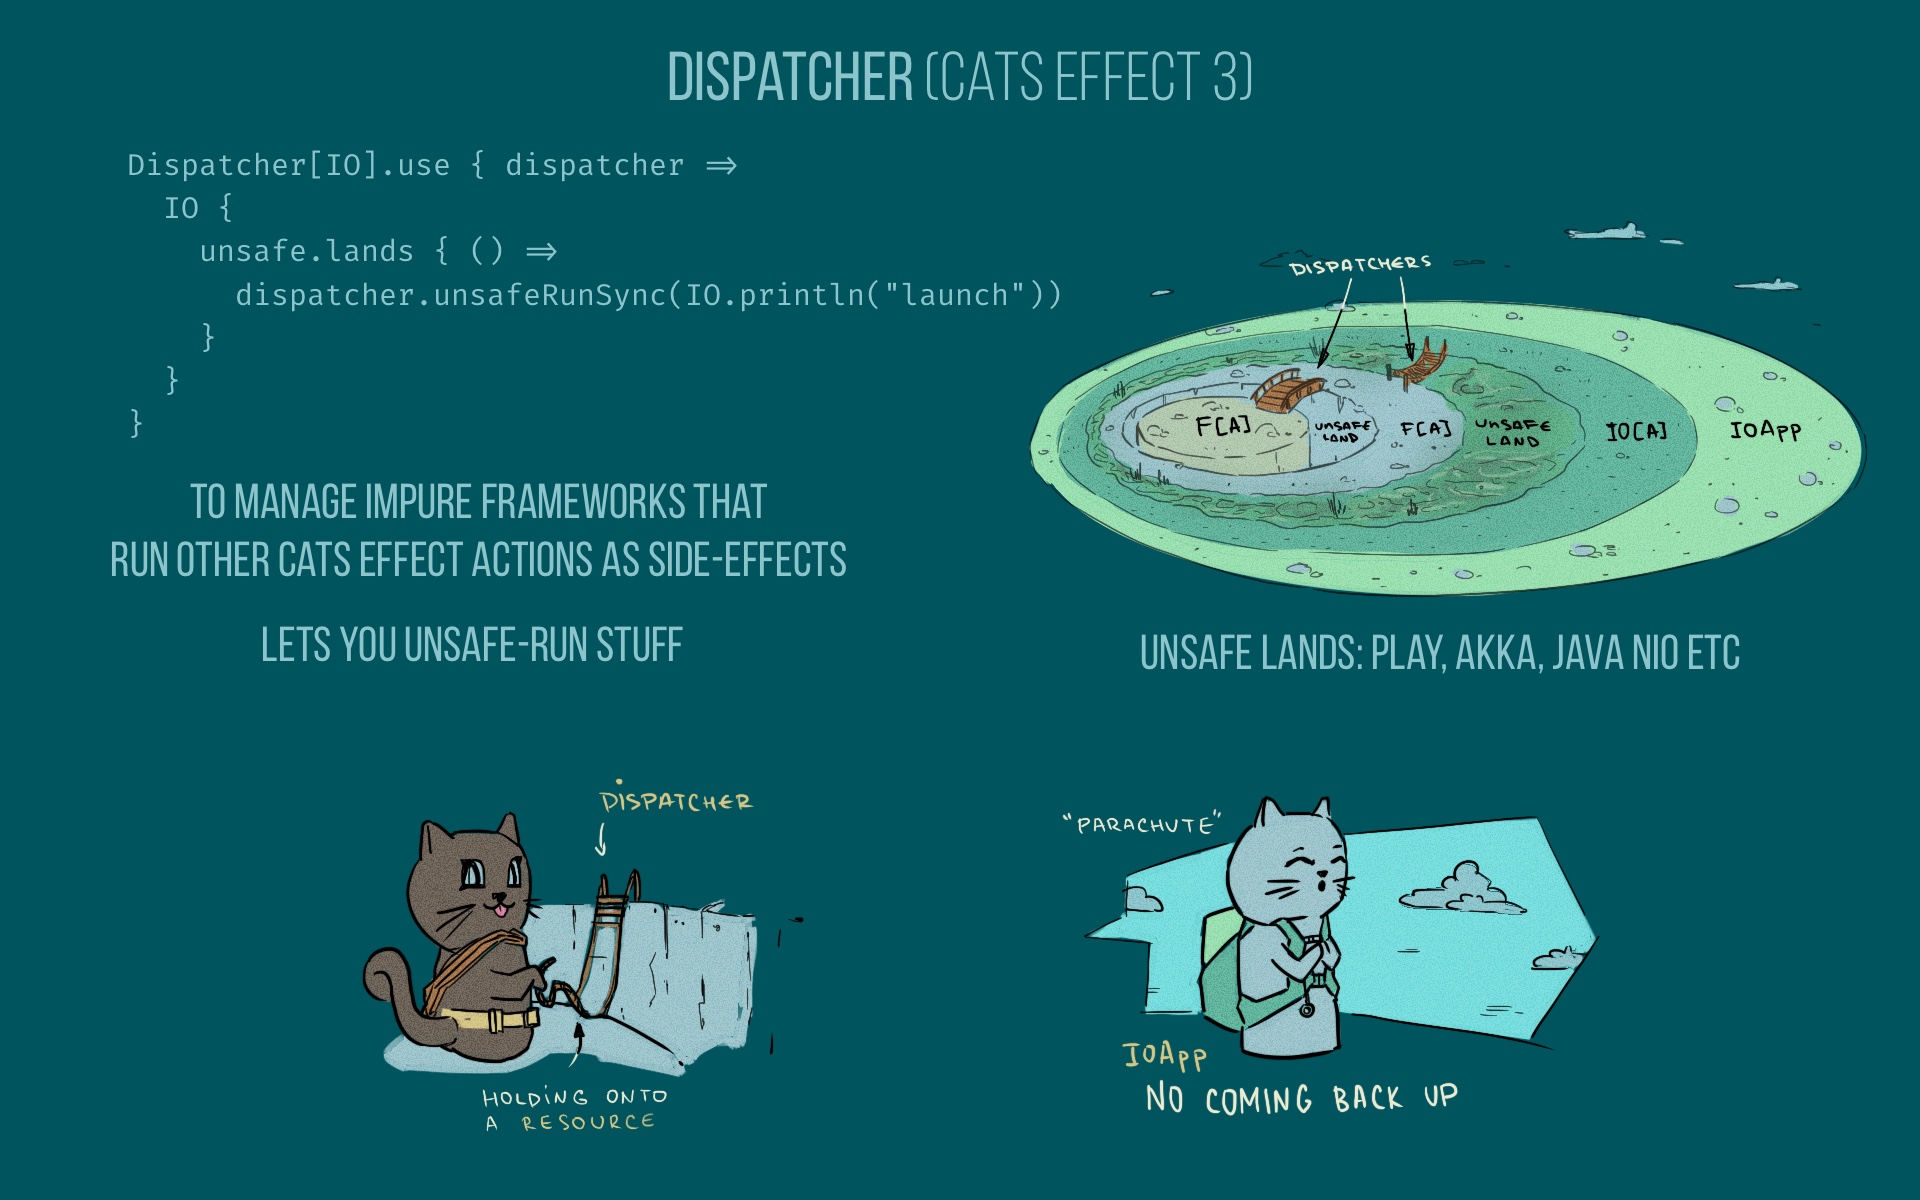 DISPATCHER (CATS EFFECT 3)
Dispatcher[IO].use { dispatcher =>
  IO {
    unsafe.lands { () =>
      dispatcher.unsafeRunSync(IO.println("launch"))
    }
  }
}
TO MANAGE IMPURE FRAMEWORKS THAT
RUN OTHER CATS EFFECT ACTIONS AS SIDE-EFFECTS
LETS YOU UNSAFE-RUN STUFF
DISPATCHERS
F[A]
UNSAFE
LAND
F[A]
UNSAFE
LAND
IO[A]
IOApp
UNSAFE LANDS: PLAY, AKKA, JAVA NIO ETC
DISPATCHER
HOLDING ONTO
A RESOURCE
"PARACHUTE"
IOApp
NO COMING BACK UP